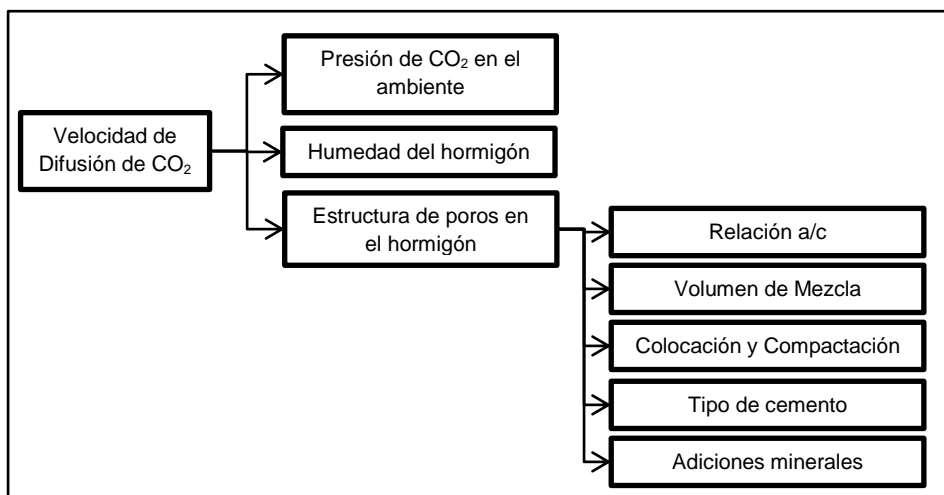 Velocidad de
Difusión de CO₂
Presión de CO₂ en el
ambiente
Humedad del hormigón
Estructura de poros en
el hormigón
Relación a/c
Volumen de Mezcla
Colocación y Compactación
Tipo de cemento
Adiciones minerales